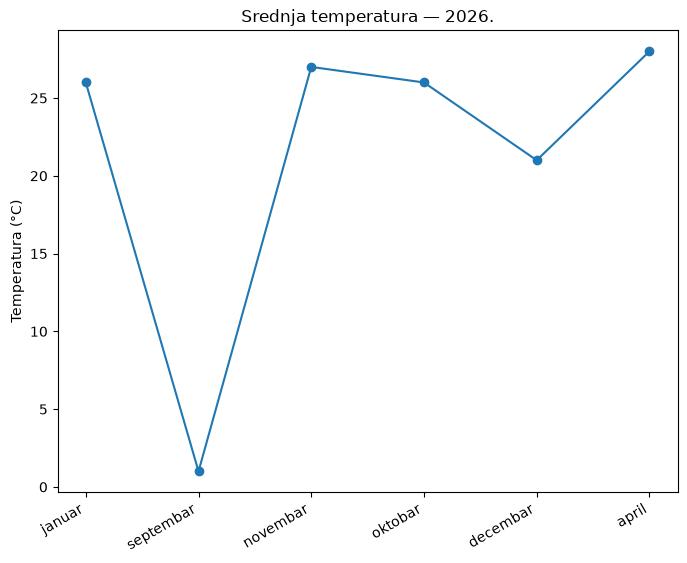 Srednja temperatura — 2026.
Temperatura (°C)
25
20
15
10
5
0
januar
septembar
novembar
oktobar
decembar
april